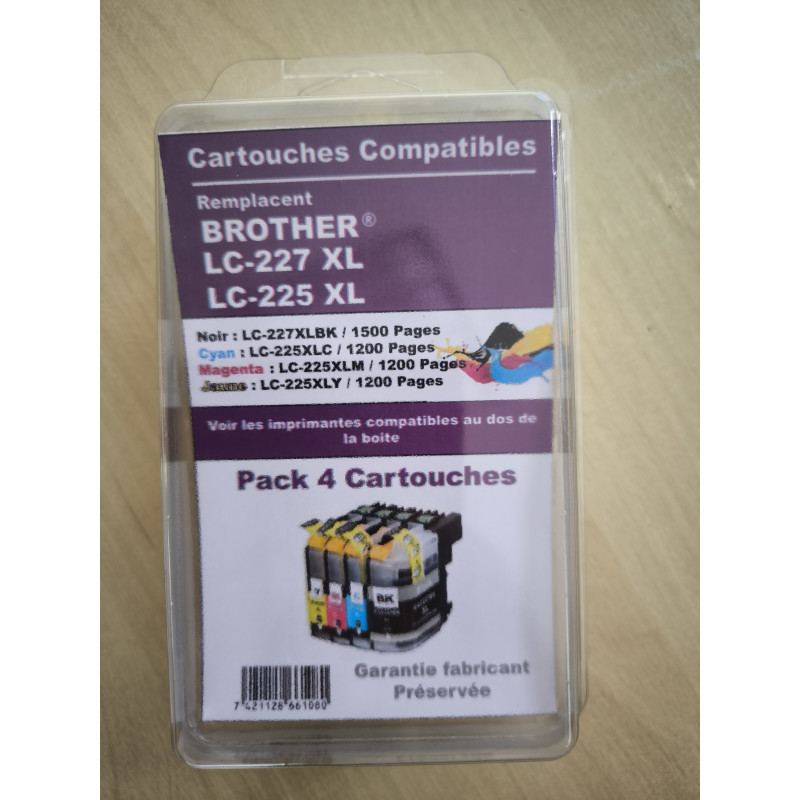 Cartouches Compatibles
Remplacent
BROTHER®
LC-227 XL
LC-225 XL
Noir : LC-227XLBK / 1500 Pages
Cyan : LC-225XLC / 1200 Pages
Magenta : LC-225XLM / 1200 Pages
Jaune : LC-225XLY / 1200 Pages
Voir les imprimantes compatibles au dos de
la boite
Pack 4 Cartouches
BK
XL
Garantie fabricant
Préservée
7 421128 661080